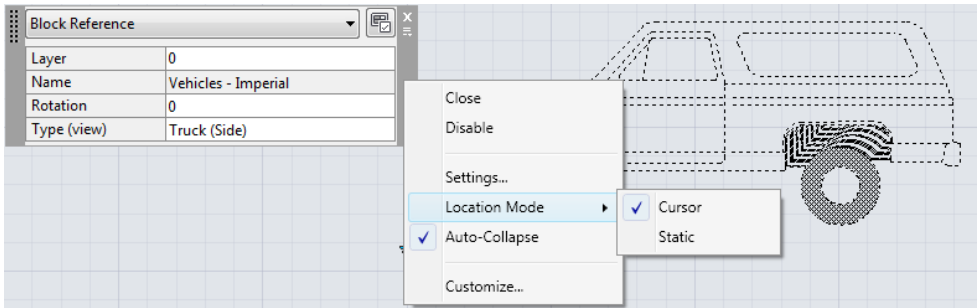 Block Reference
Layer 0
Name Vehicles - Imperial
Rotation 0
Type (view) Truck (Side)
Close
Disable
Settings...
Location Mode
Auto-Collapse
Customize...
Cursor
Static